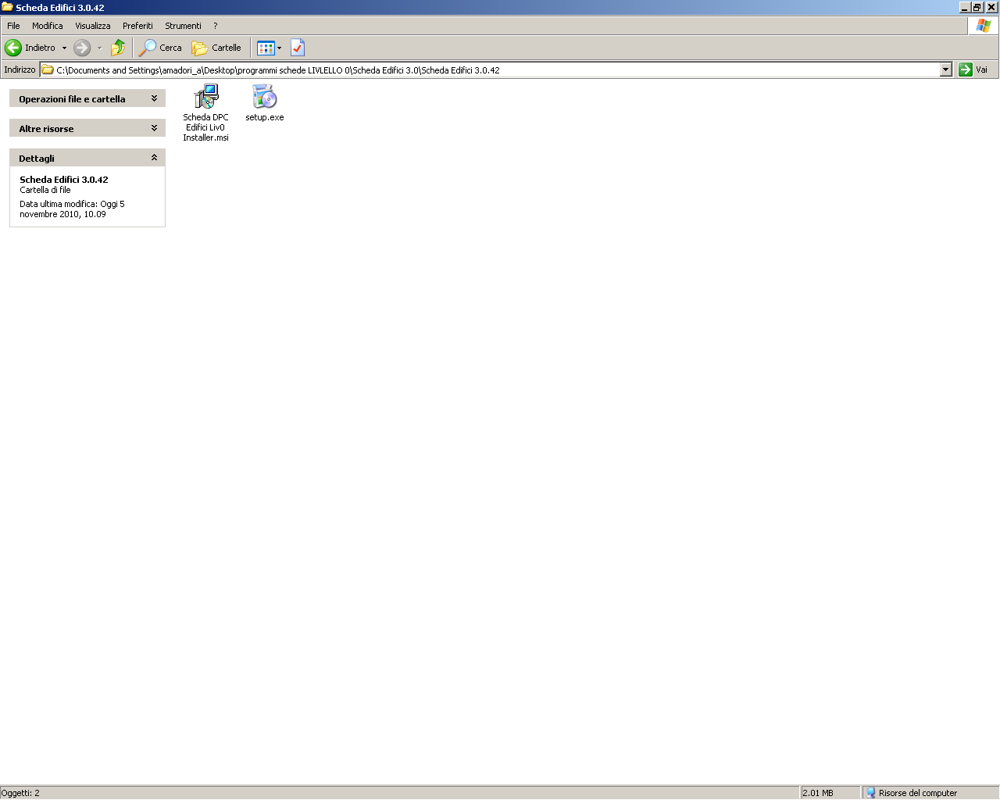 Scheda Edifici 3.0.42
File Modifica Visualizza Preferiti Strumenti ?
Indietro Cerca Cartelle
Indirizzo C:\Documents and Settings\amadori_a\Desktop\programmi schede LIVLELLO 0\Scheda Edifici 3.0\Scheda Edifici 3.0.42 Vai
Operazioni file e cartella
Altre risorse
Dettagli
Scheda Edifici 3.0.42
Cartella di file
Data ultima modifica: Oggi 5
novembre 2010, 10.09
Scheda DPC
Edifici Liv0
Installer.msi
setup.exe
Oggetti: 2 2.01 MB Risorse del computer